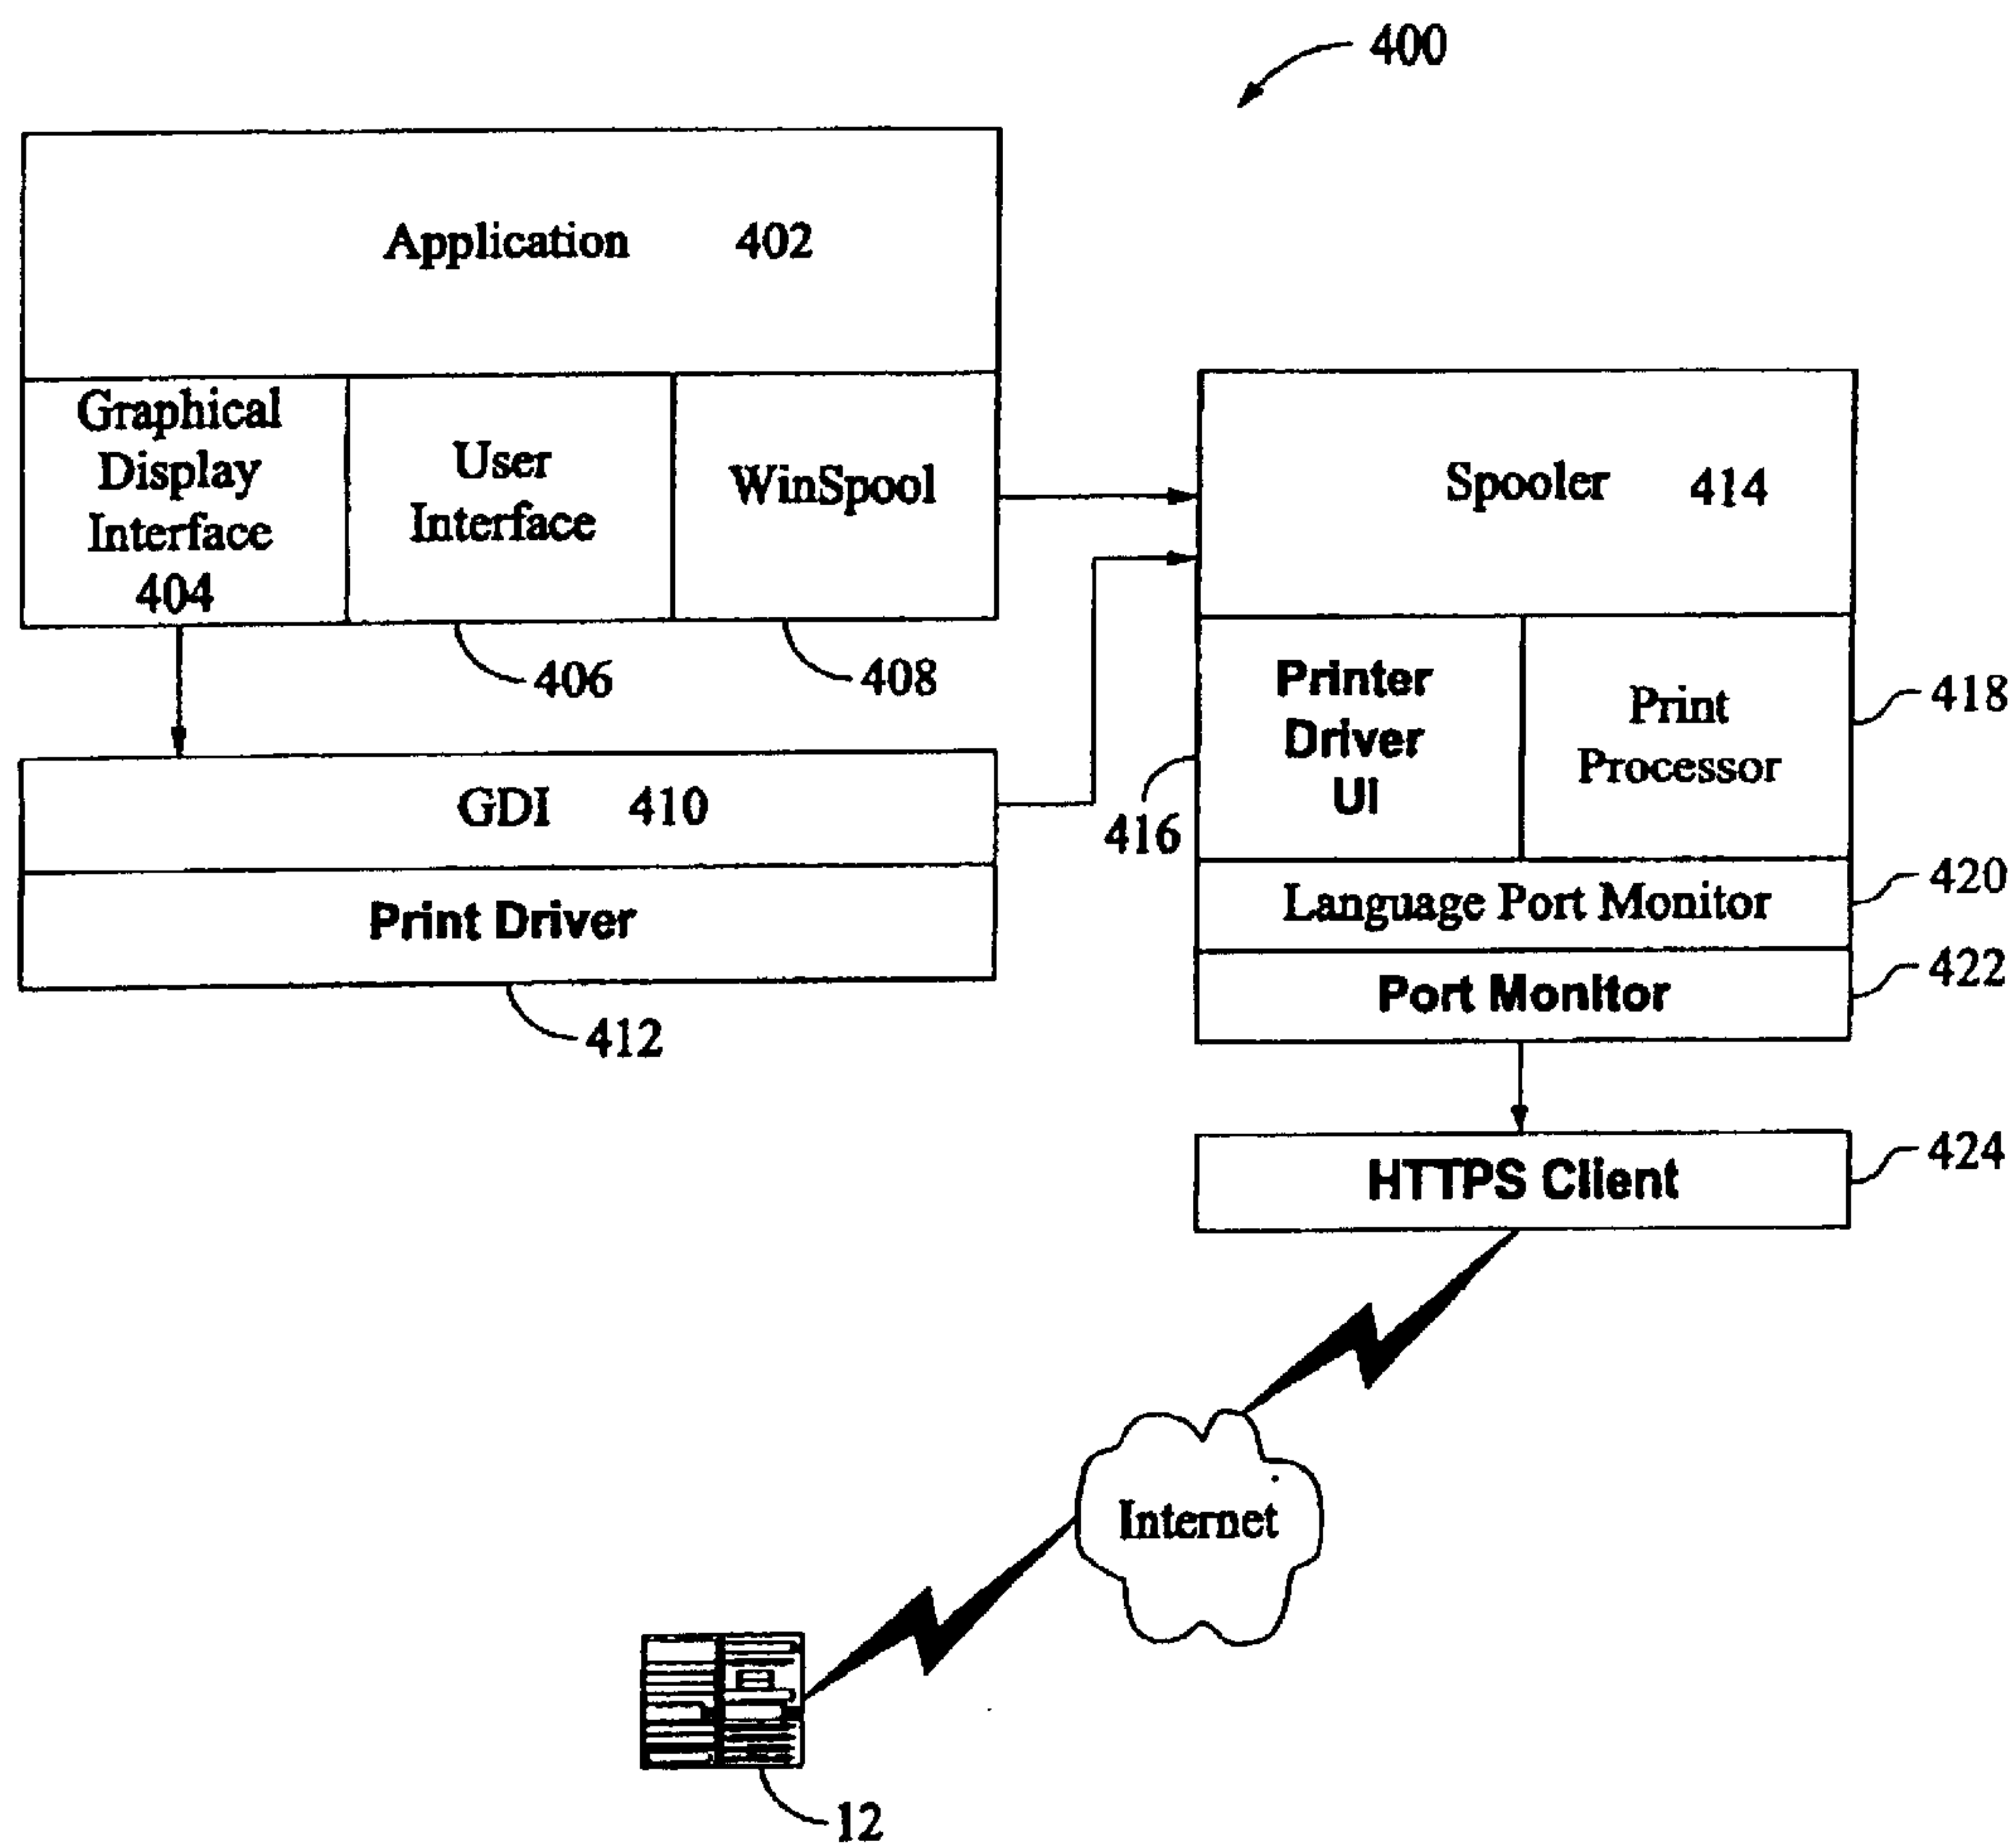 400
Application 402
Graphical
Display
Interface
404
User
Interface
WinSpool
406
408
GDI 410
Print Driver
412
Spooler 414
Printer
Driver
UI
416
Print
Processor
418
Language Port Monitor
420
Port Monitor
422
HTTPS Client
424
Internet
12